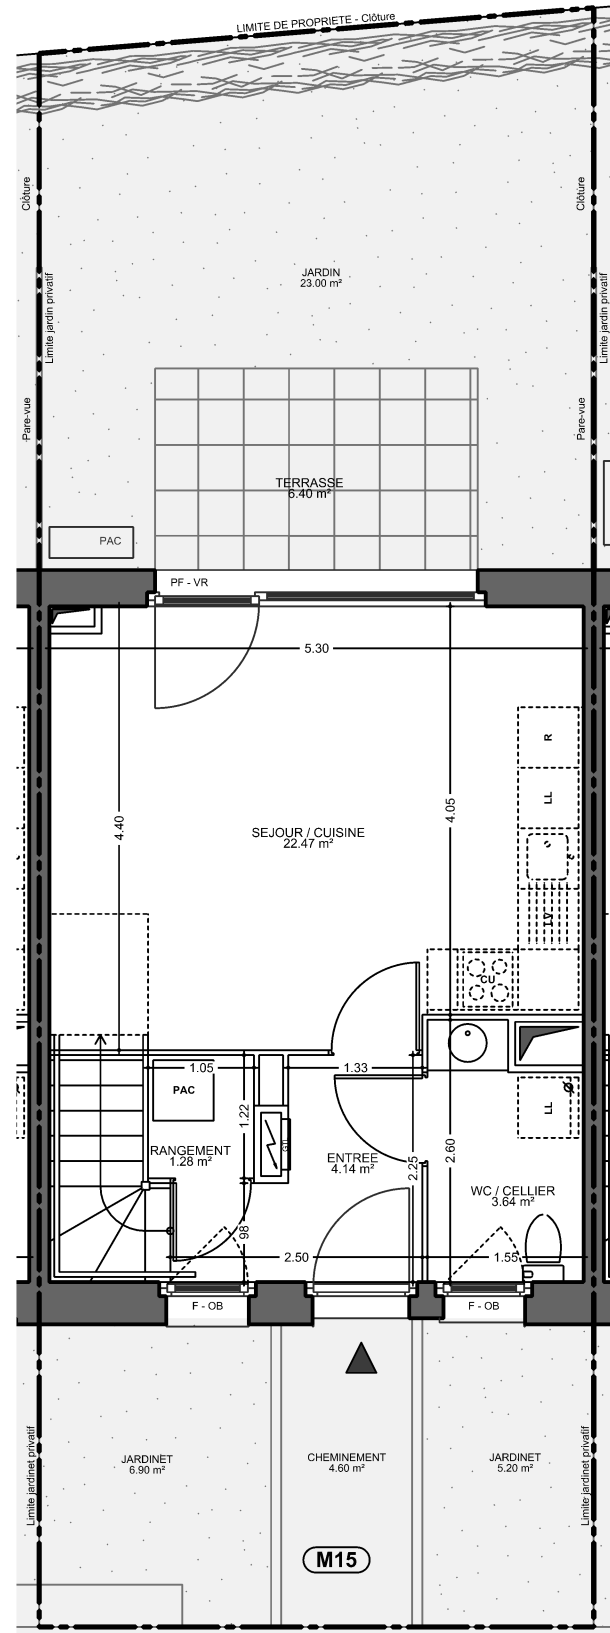 LIMITE DE PROPRIETE - Clôture
Clôture
Clôture
Limite jardin privatif
Limite jardin privatif
JARDIN
23.00 m²
Pare-vue
Pare-vue
TERRASSE
6.40 m²
PAC
PF - VR
5.30
R
LL
4.40
4.05
SEJOUR / CUISINE
22.47 m²
LV
CU
1.05
1.33
PAC
1.22
GTL
LL
RANGEMENT
1.28 m²
ENTREE
4.14 m²
2.25
2.60
WC / CELLIER
3.64 m²
98
2.50
1.55
F - OB
F - OB
Limite jardinet privatif
Limite jardinet privatif
JARDINET
6.90 m²
CHEMINEMENT
4.60 m²
JARDINET
5.20 m²
M15